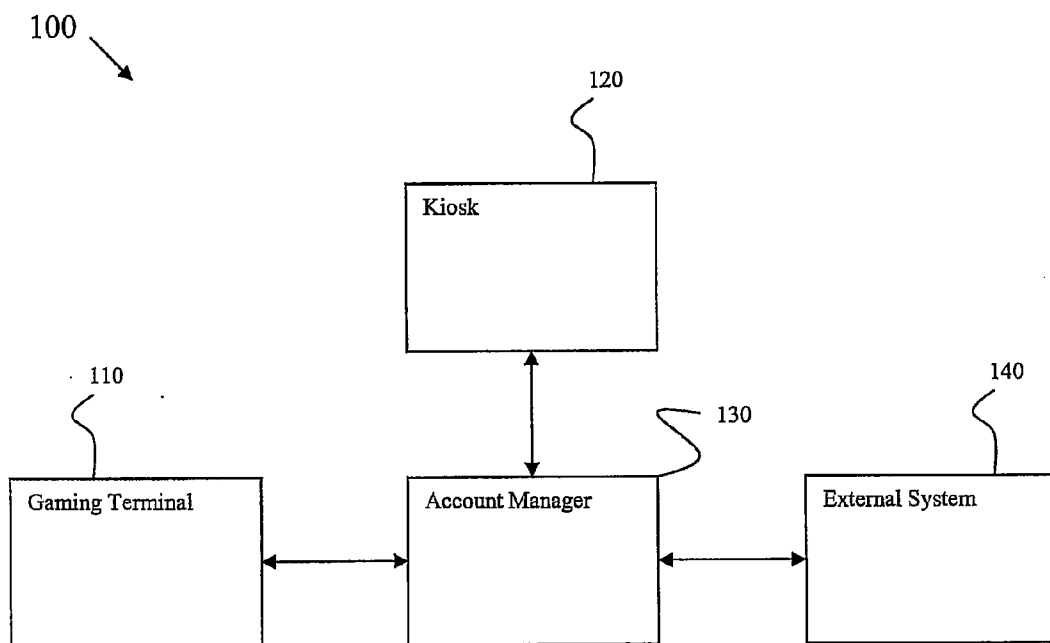 100
120
Kiosk
110
130
140
Gaming Terminal
Account Manager
External System